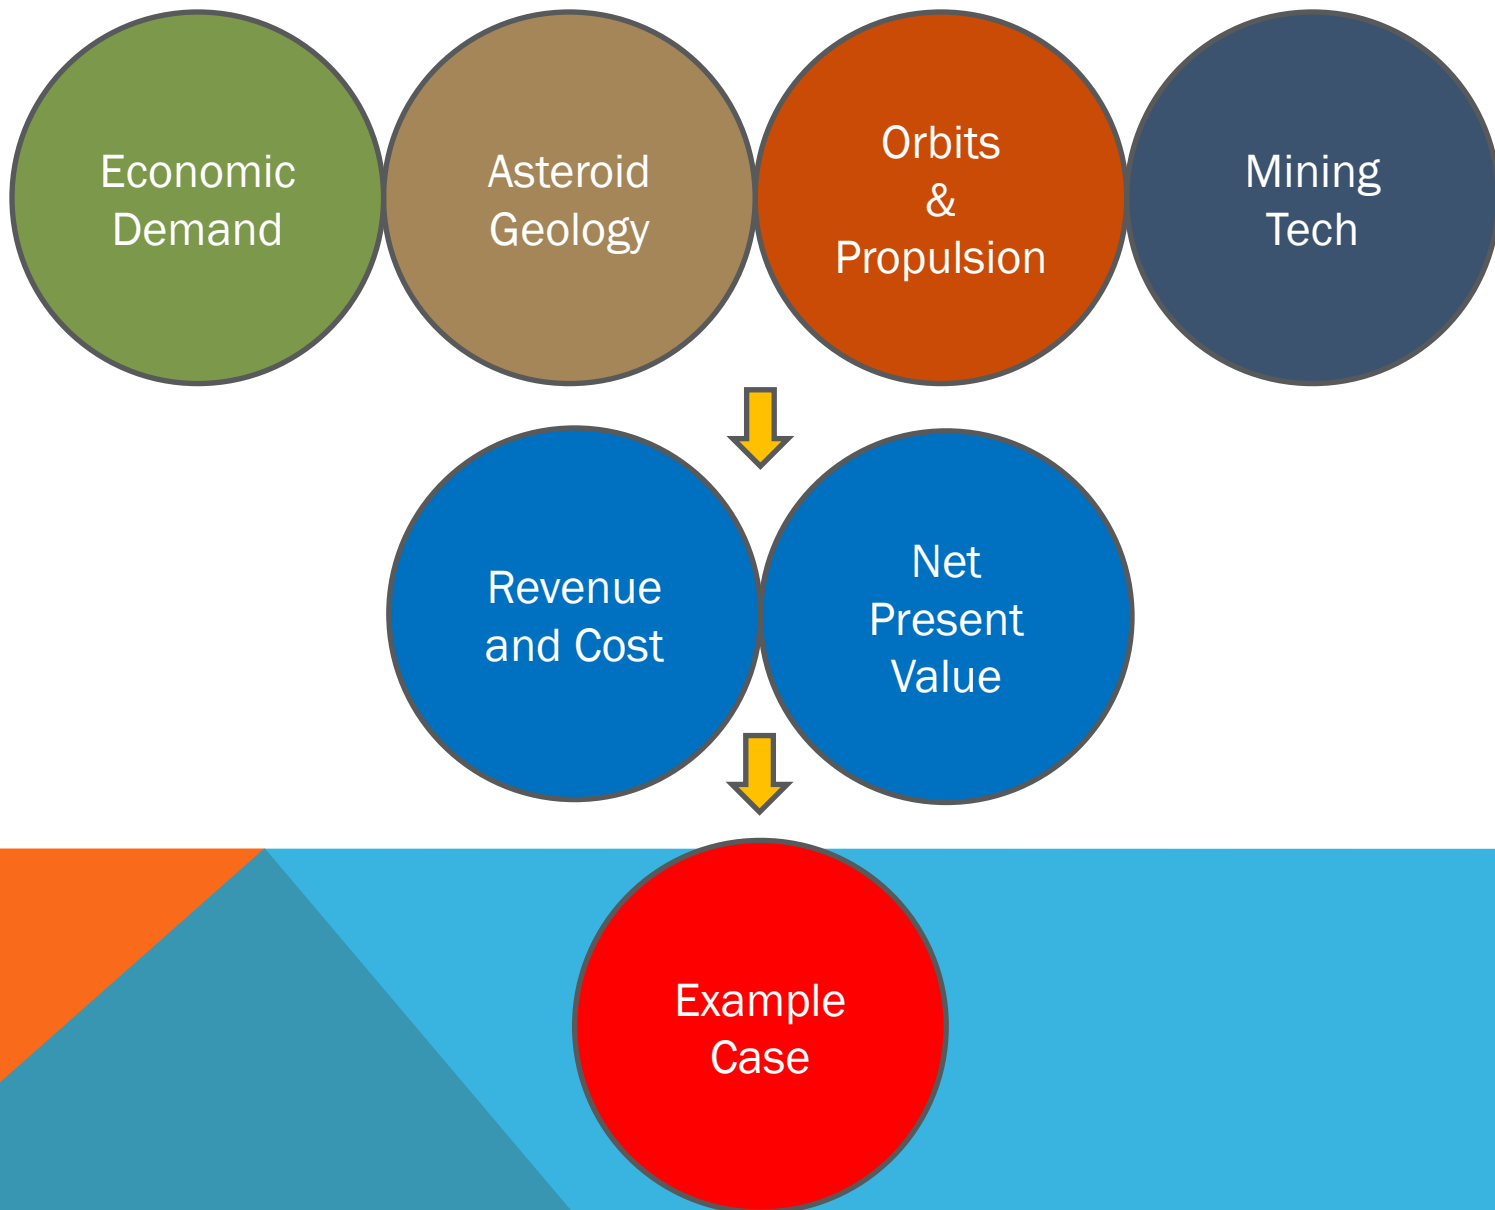 Economic
Demand
Asteroid
Geology
Orbits
&
Propulsion
Mining
Tech
Revenue
and Cost
Net
Present
Value
Example
Case